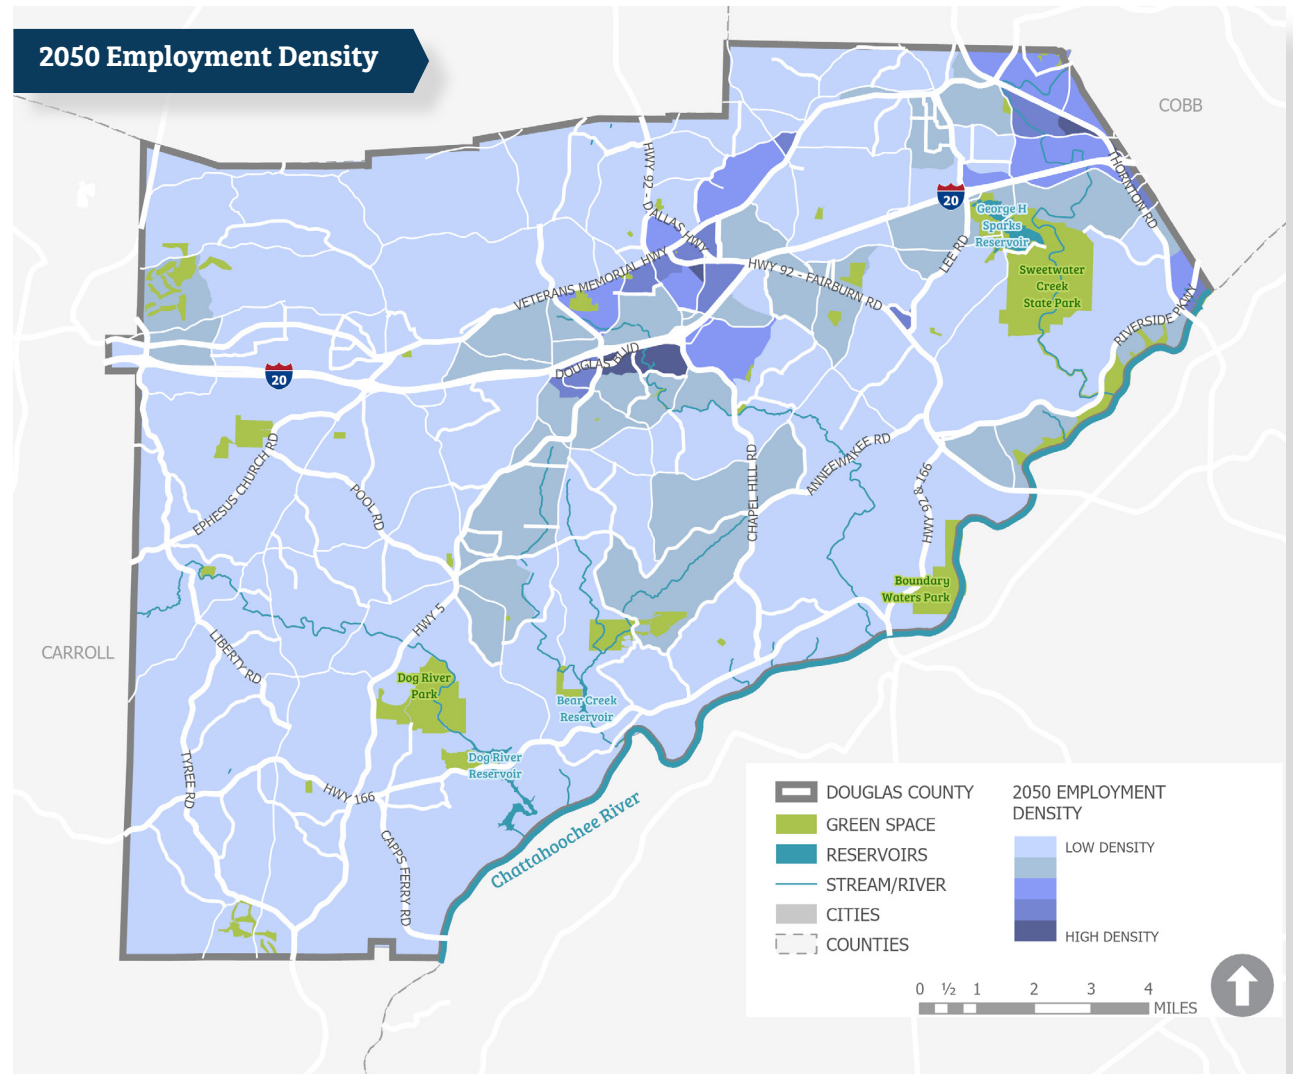 2050 Employment Density
COBB
THORNTON RD
HWY 92 - DALLAS HWY
20
George H
Sparks
Reservoir
LEE RD
Sweetwater
Creek
State Park
VETERANS MEMORIAL HWY
HWY 92 - FAIRBURN RD
RIVERSIDE PKWY
DOUGLAS BLVD
20
EPHESUS CHURCH RD
POOL RD
CHAPEL HILL RD
ANNEEWAKEE RD
HWY 92 & 166
Boundary
Waters Park
HWY 5
CARROLL
LIBERTY RD
Dog River
Park
Bear Creek
Reservoir
Dog River
Reservoir
TYREE RD
HWY 166
CAPPS FERRY RD
Chattahoochee River
DOUGLAS COUNTY
GREEN SPACE
RESERVOIRS
STREAM/RIVER
CITIES
COUNTIES
2050 EMPLOYMENT
DENSITY
LOW DENSITY
HIGH DENSITY
0 ½ 1 2 3 4
MILES